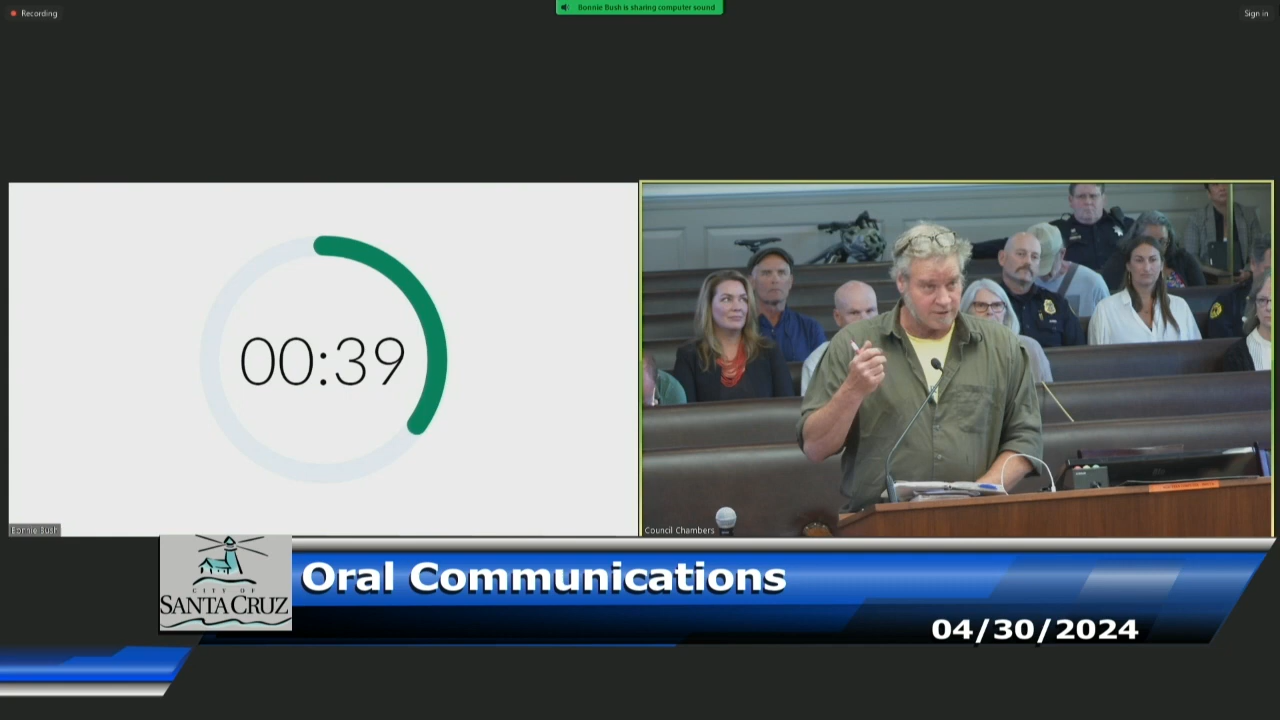 Recording
Bonnie Bush is sharing computer sound
Sign in
00:39
Bonnie Bush
Council Chambers
CITY OF
SANTA CRUZ
Oral Communications
04/30/2024